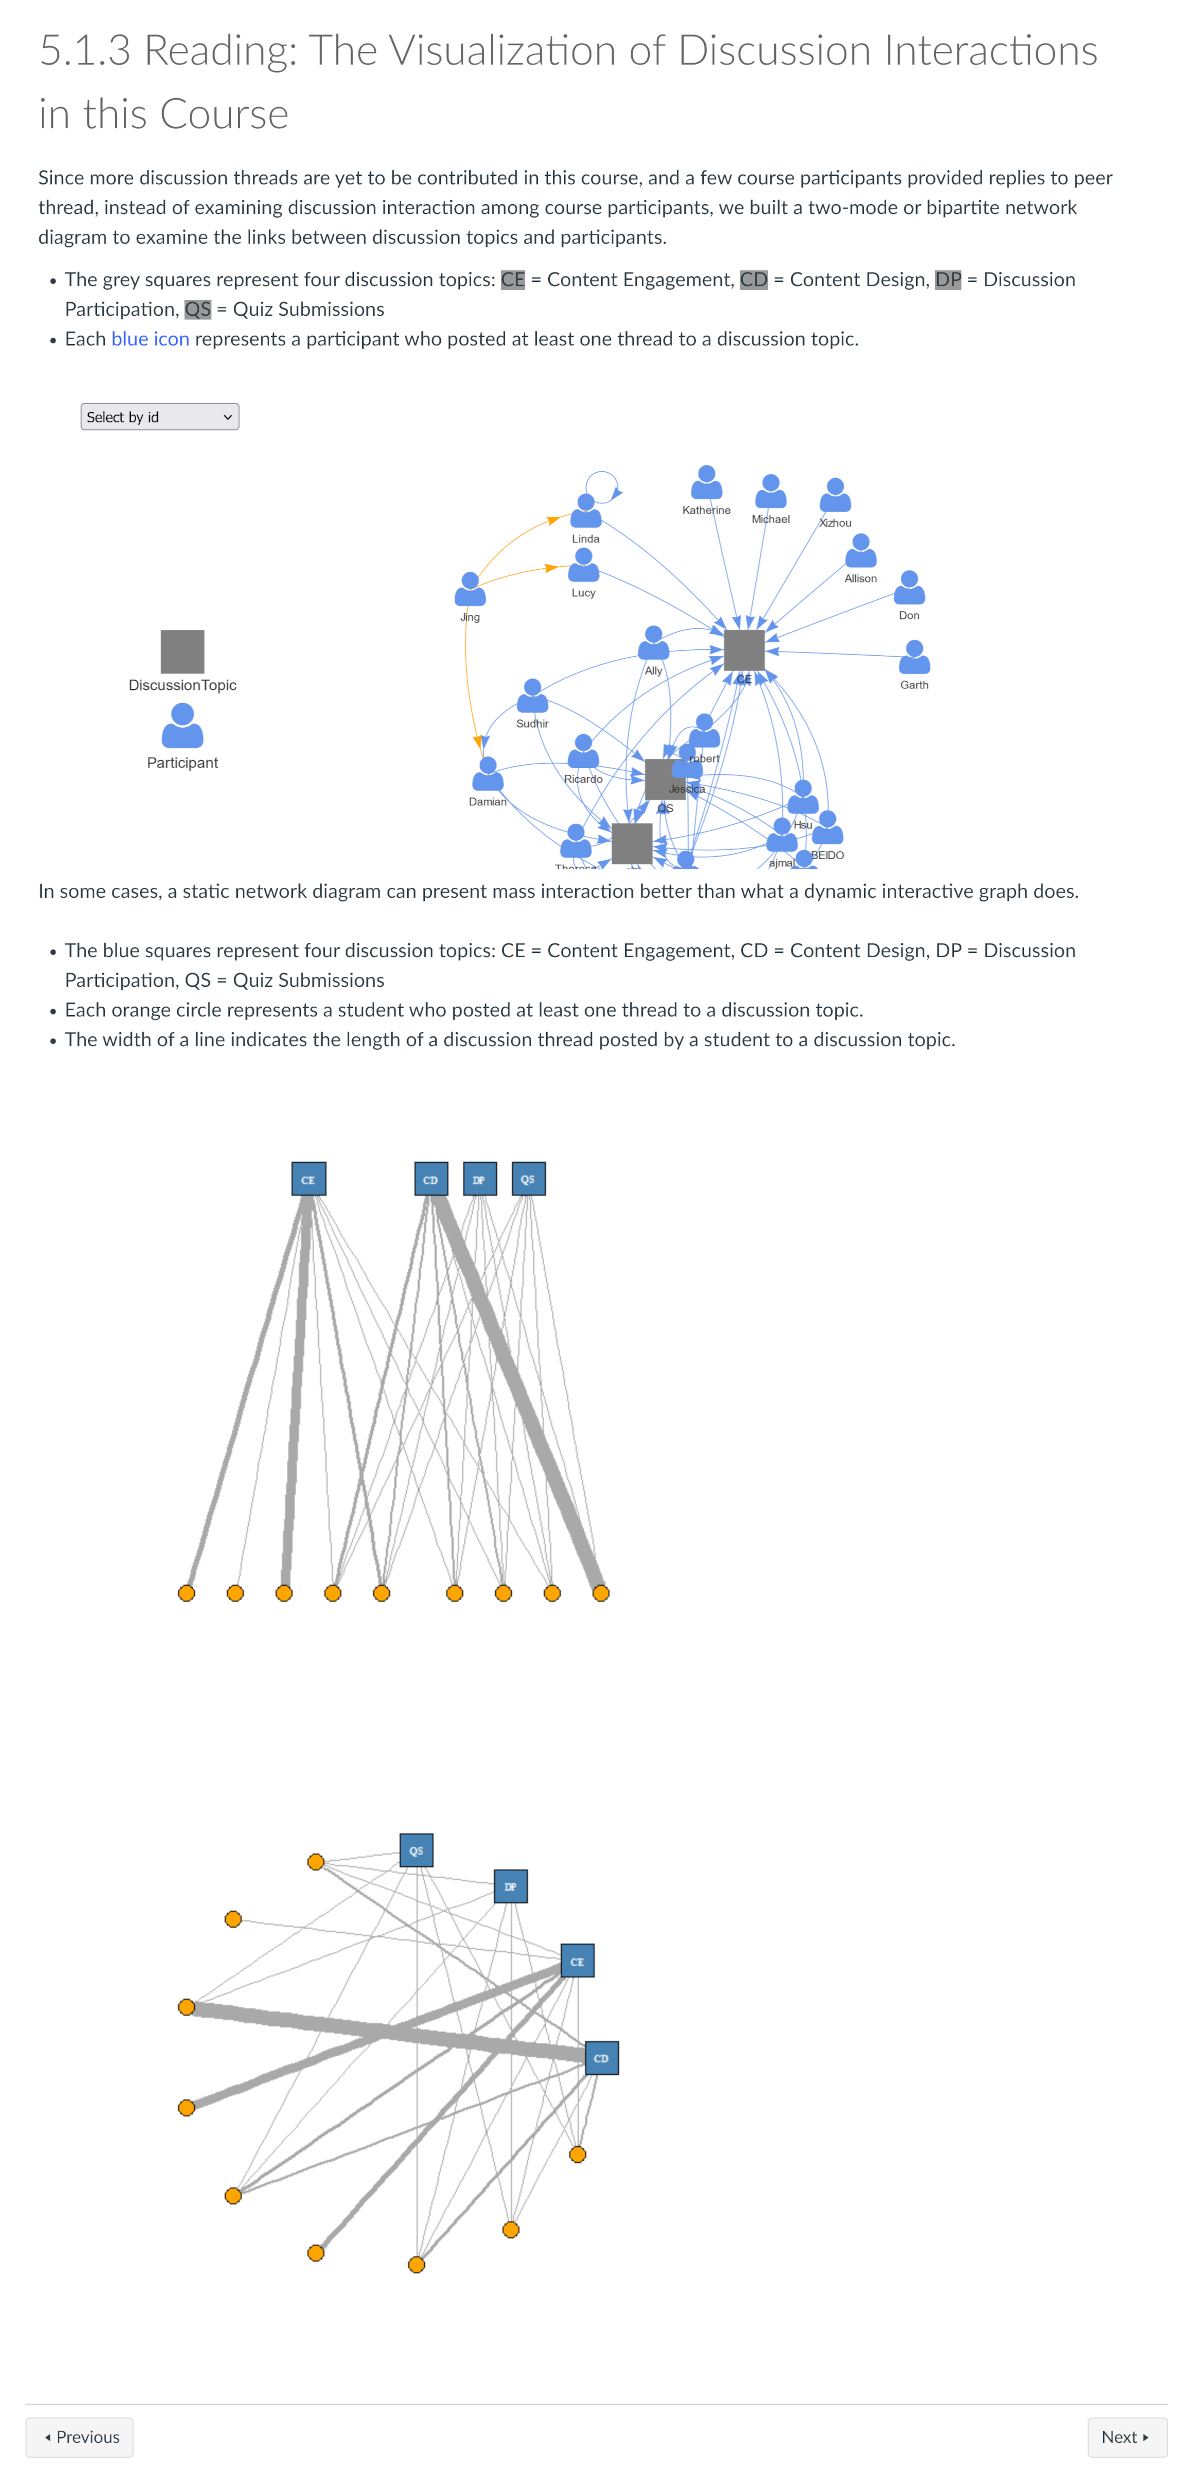 5.1.3 Reading: The Visualization of Discussion Interactions
in this Course
Since more discussion threads are yet to be contributed in this course, and a few course participants provided replies to peer
thread, instead of examining discussion interaction among course participants, we built a two-mode or bipartite network
diagram to examine the links between discussion topics and participants.
• The grey squares represent four discussion topics: CE = Content Engagement, CD = Content Design, DP = Discussion
Participation, QS = Quiz Submissions
• Each blue icon represents a participant who posted at least one thread to a discussion topic.
Select by id
Katherine
Michael
Xizhou
Linda
Allison
Lucy
Don
Jing
Ally
CE
Garth
DiscussionTopic
Sudhir
Participant
robert
Ricardo
Jessica
Damian
QS
Hsu
BEIDO
ajmal
In some cases, a static network diagram can present mass interaction better than what a dynamic interactive graph does.
• The blue squares represent four discussion topics: CE = Content Engagement, CD = Content Design, DP = Discussion
Participation, QS = Quiz Submissions
• Each orange circle represents a student who posted at least one thread to a discussion topic.
• The width of a line indicates the length of a discussion thread posted by a student to a discussion topic.
CE CD DP QS
QS
DP
CE
CD
Previous
Next